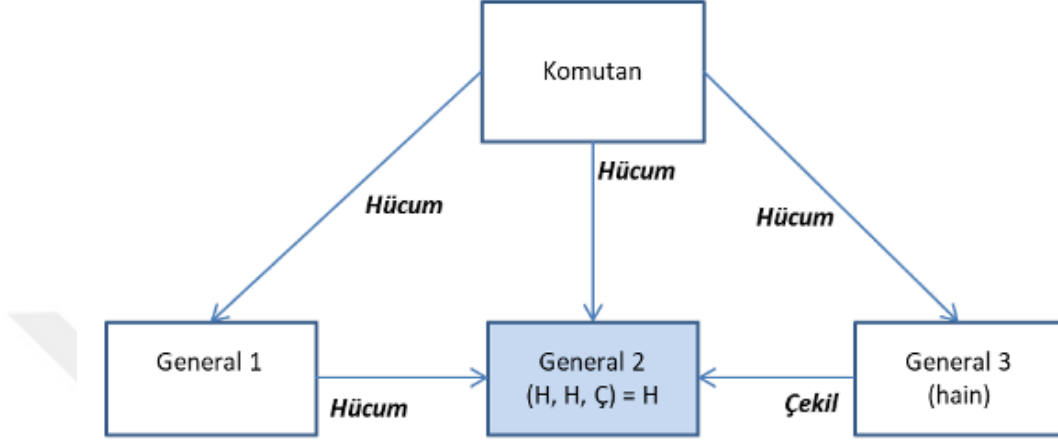 Komutan
Hücum
Hücum
Hücum
General 1
General 2
(H, H, Ç) = H
General 3
(hain)
Hücum
Çekil